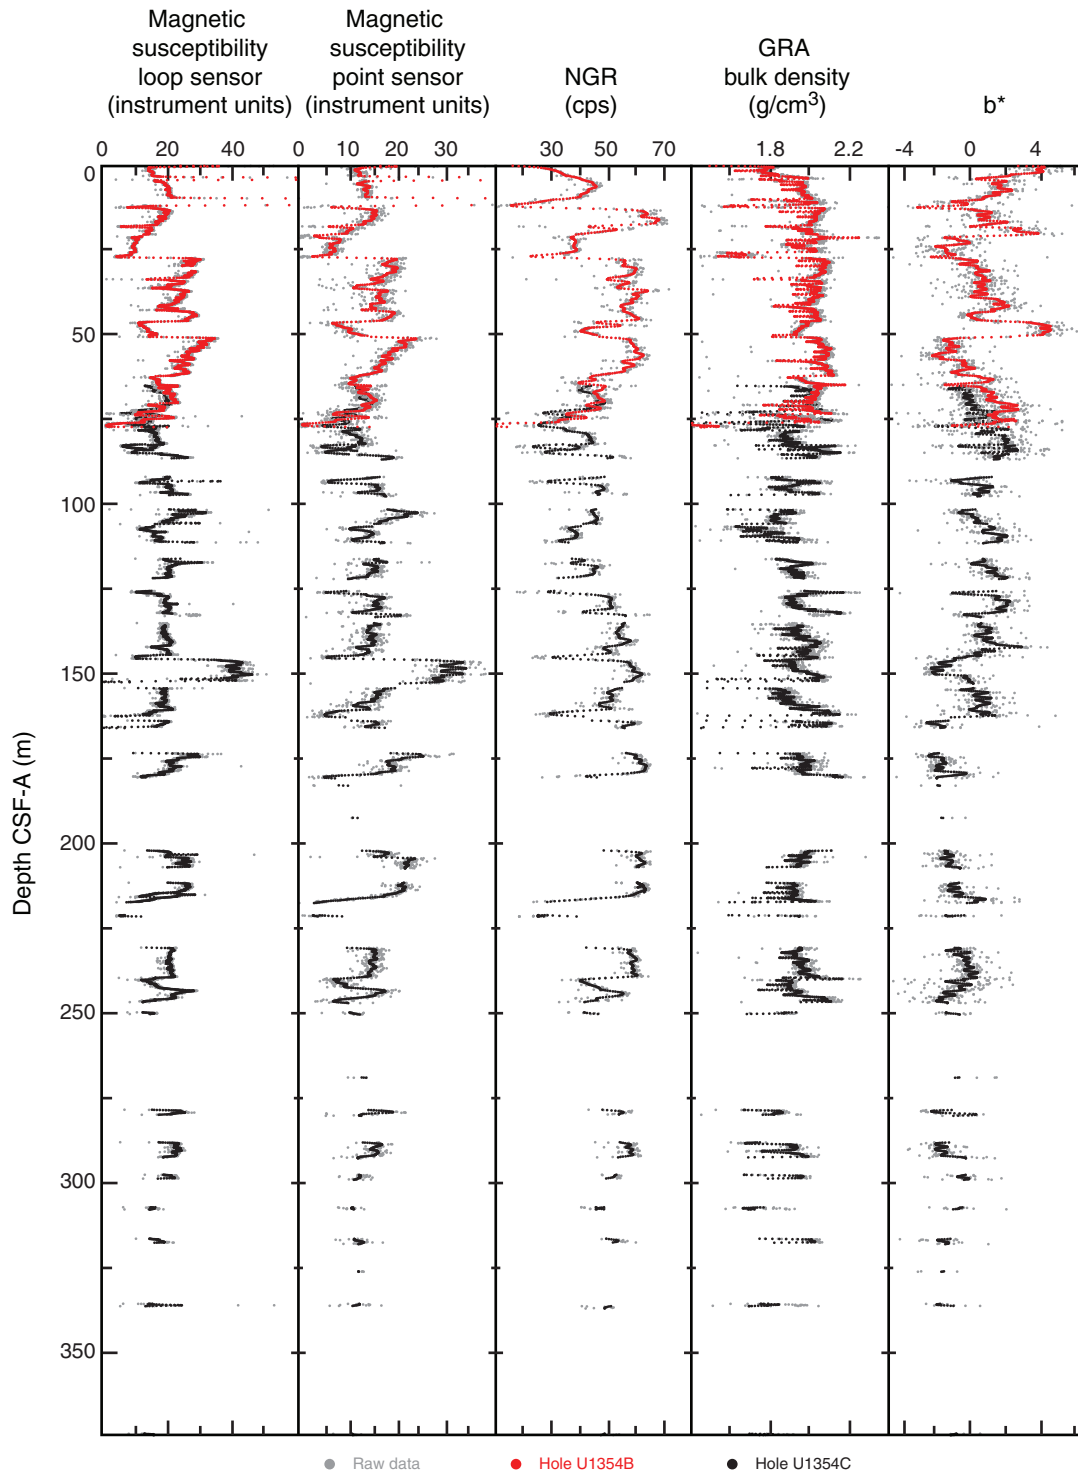 Magnetic
susceptibility
loop sensor
(instrument units)
Magnetic
susceptibility
point sensor
(instrument units)
NGR
(cps)
GRA
bulk density
(g/cm³)
b*
0 20 40 60
0 10 20 30
30 50 70
1.8 2.2
-4 0 4
0
50
100
150
200
250
300
350
Depth CSF-A (m)
Raw data
Hole U1354B
Hole U1354C